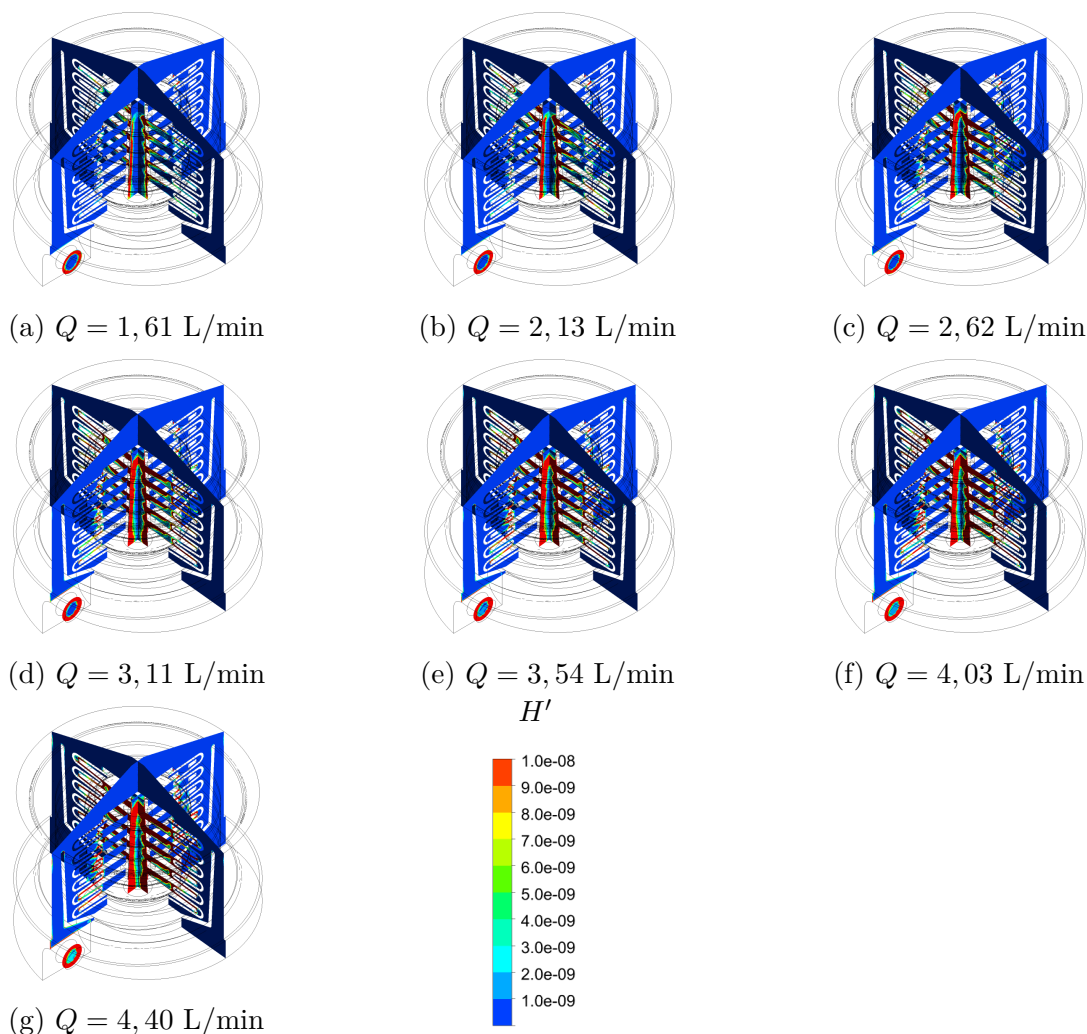 (a) Q = 1,61 L/min
(b) Q = 2,13 L/min
(c) Q = 2,62 L/min
(d) Q = 3,11 L/min
(e) Q = 3,54 L/min
(f) Q = 4,03 L/min
H′
1.0e-08
9.0e-09
8.0e-09
7.0e-09
6.0e-09
5.0e-09
4.0e-09
3.0e-09
2.0e-09
1.0e-09
(g) Q = 4,40 L/min